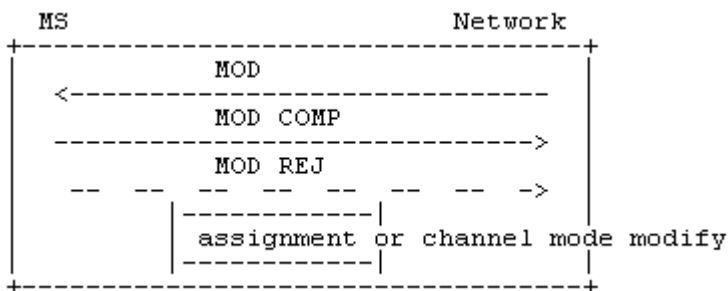 MS Network
MOD
MOD COMP
MOD REJ
assignment or channel mode modify